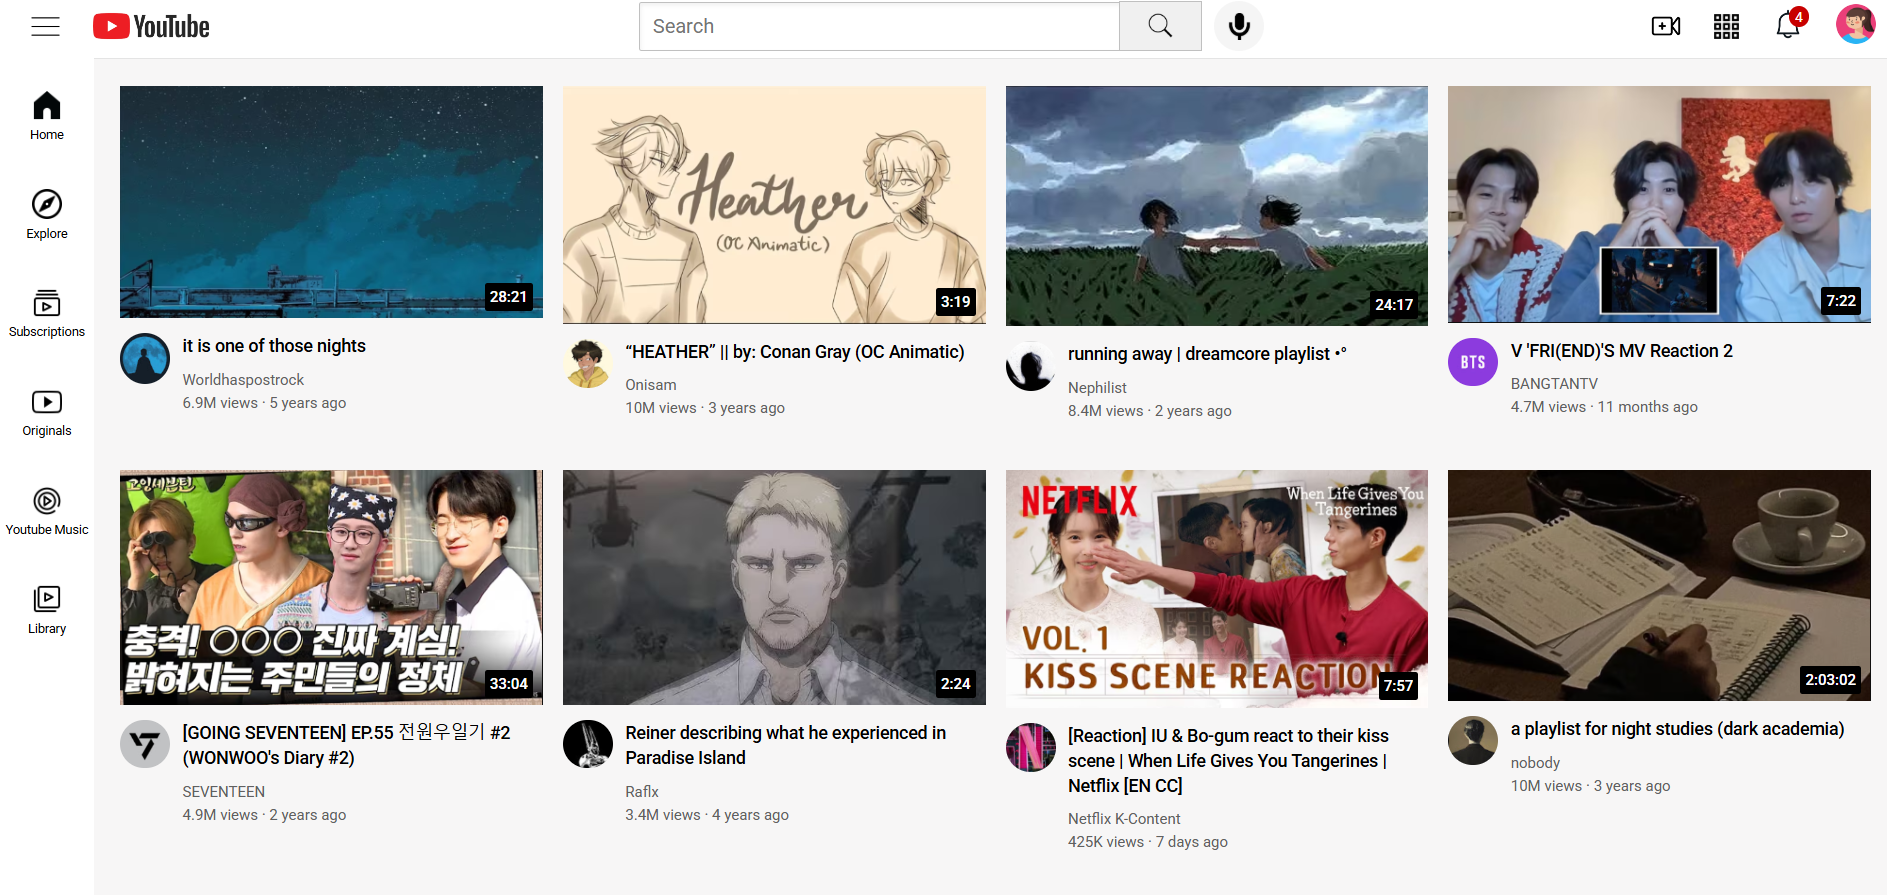 YouTube
Search
4
Home
Explore
Subscriptions
Originals
Youtube Music
Library
28:21
it is one of those nights
Worldhaspostrock
6.9M views · 5 years ago
Heather
(OC Animatic)
3:19
“HEATHER” || by: Conan Gray (OC Animatic)
Onisam
10M views · 3 years ago
24:17
running away | dreamcore playlist •°
Nephilist
8.4M views · 2 years ago
7:22
BTS
V 'FRI(END)'S MV Reaction 2
BANGTANTV
4.7M views · 11 months ago
고잉세븐틴
충격! ○○○ 진짜 계심!
밝혀지는 주민들의 정체
33:04
[GOING SEVENTEEN] EP.55 전원우일기 #2
(WONWOO's Diary #2)
SEVENTEEN
4.9M views · 2 years ago
2:24
Reiner describing what he experienced in
Paradise Island
Raflx
3.4M views · 4 years ago
NETFLIX
When Life Gives You
Tangerines
VOL. 1
KISS SCENE REACTION
7:57
N
[Reaction] IU & Bo-gum react to their kiss
scene | When Life Gives You Tangerines |
Netflix [EN CC]
Netflix K-Content
425K views · 7 days ago
2:03:02
a playlist for night studies (dark academia)
nobody
10M views · 3 years ago